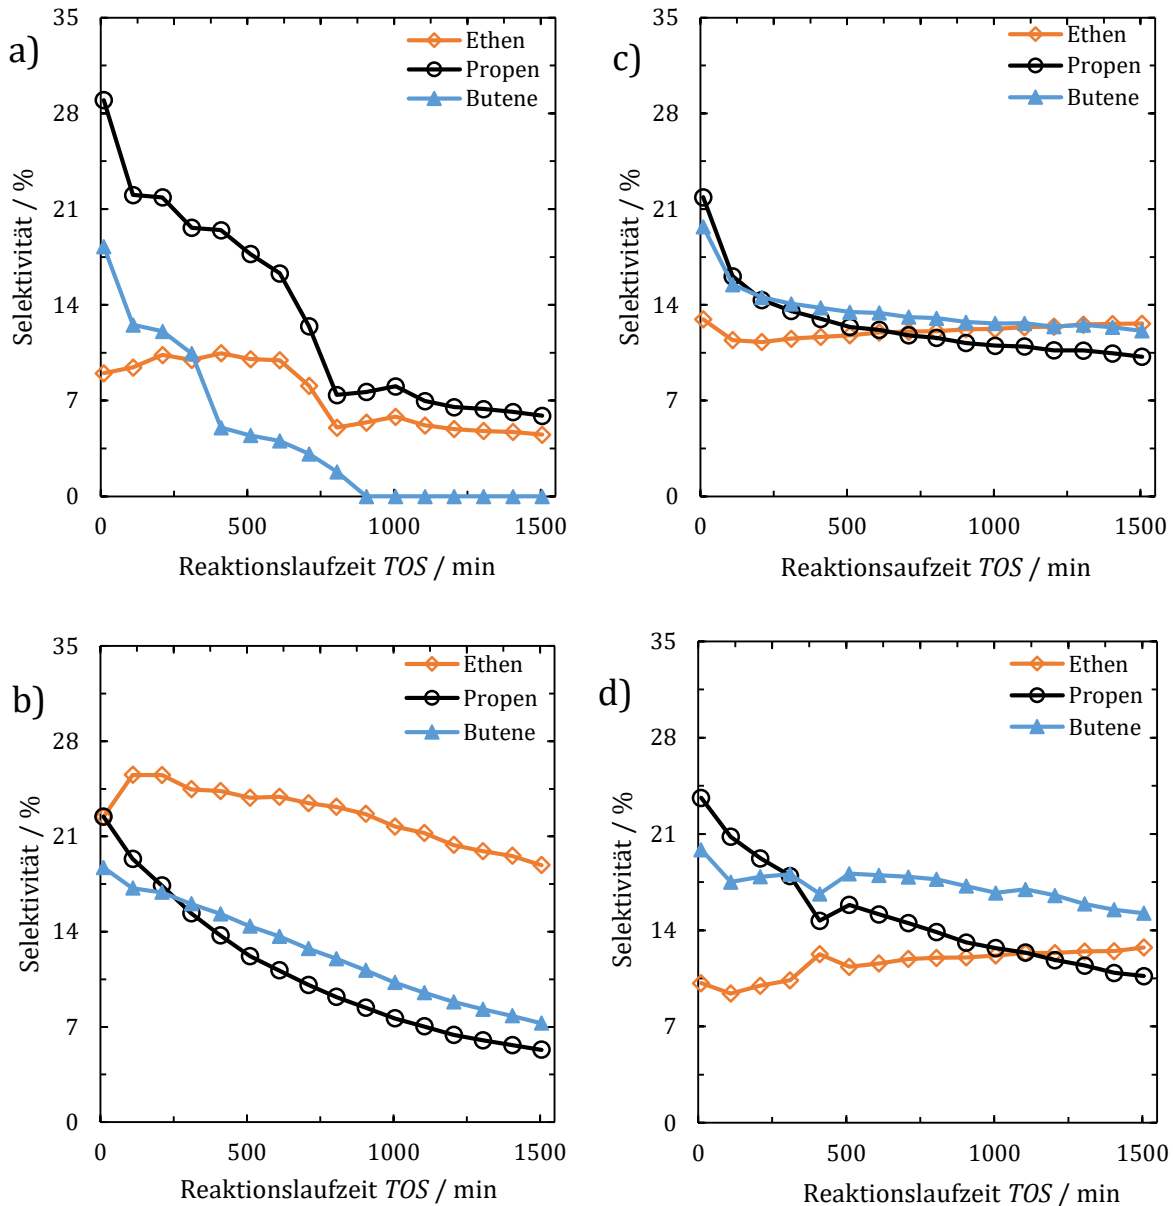 a)
35
28
21
14
7
0
Selektivität / %
Ethen
Propen
Butene
0 500 1000 1500
Reaktionslaufzeit TOS / min
c)
35
28
21
14
7
0
Selektivität / %
Ethen
Propen
Butene
0 500 1000 1500
Reaktionsaufzeit TOS / min
b)
35
28
21
14
7
0
Selektivität / %
Ethen
Propen
Butene
0 500 1000 1500
Reaktionslaufzeit TOS / min
d)
35
28
21
14
7
0
Selektivität / %
Ethen
Propen
Butene
0 500 1000 1500
Reaktionslaufzeit TOS / min